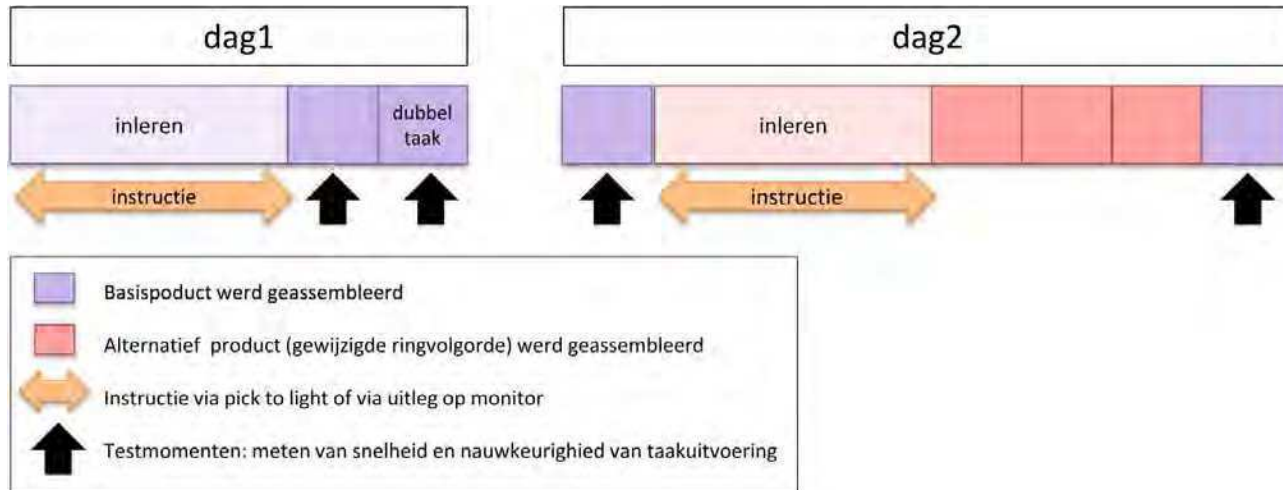 dag1
dag2
inleren
dubbel
taak
inleren
instructie
instructie
Basispoduct werd geassembleerd
Alternatief product (gewijzigde ringvolgorde) werd geassembleerd
Instructie via pick to light of via uitleg op monitor
Testmomenten: meten van snelheid en nauwkeurighied van taakuitvoering